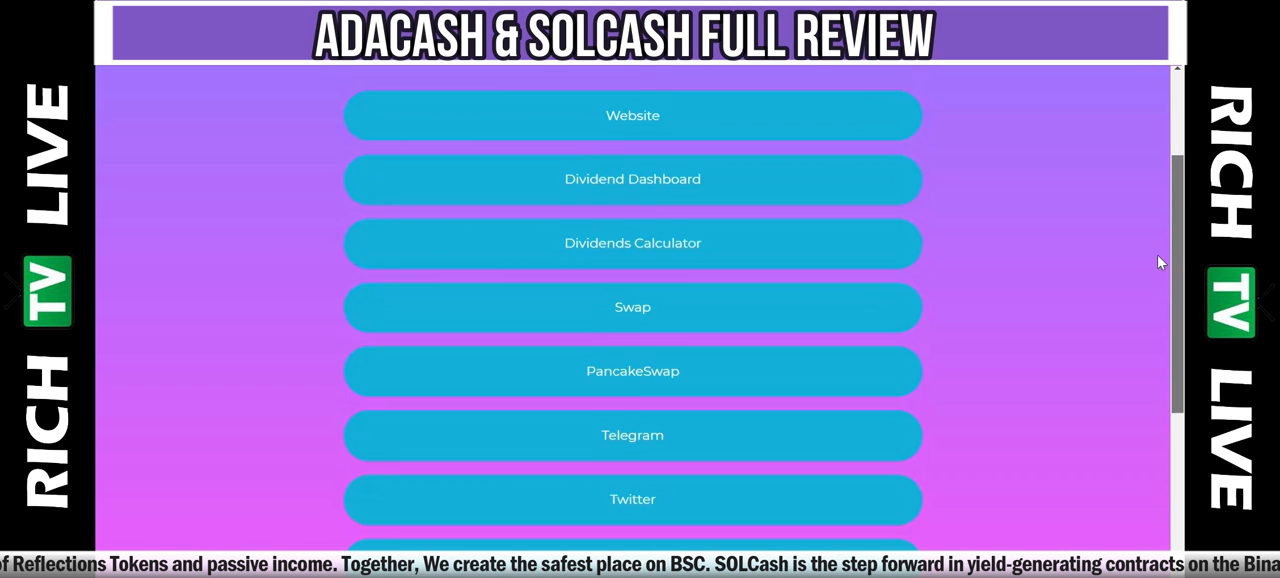 ADACASH & SOLCASH FULL REVIEW
RICH TV LIVE
Website
Dividend Dashboard
Dividends Calculator
Swap
PancakeSwap
Telegram
Twitter
RICH TV LIVE
of Reflections Tokens and passive income. Together, We create the safest place on BSC. SOLCash is the step forward in yield-generating contracts on the Bina